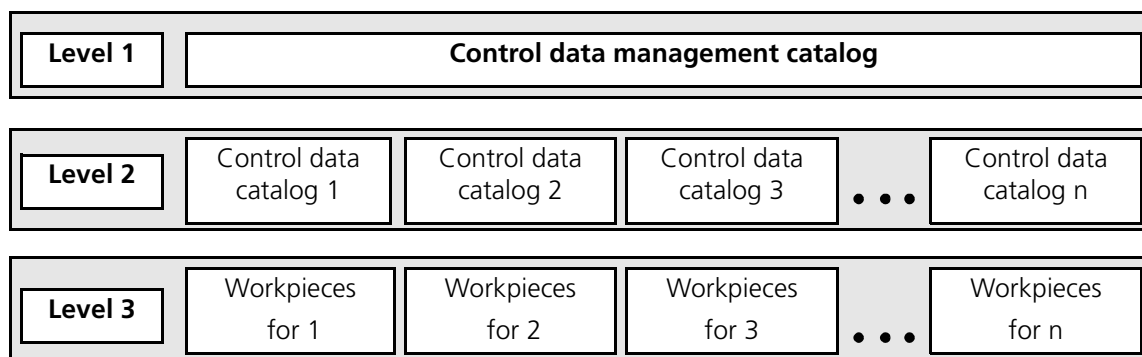 Level 1 Control data management catalog
Level 2 Control data Control data Control data Control data
catalog 1 catalog 2 catalog 3 ... catalog n
Level 3 Workpieces Workpieces Workpieces Workpieces
for 1 for 2 for 3 ... for n